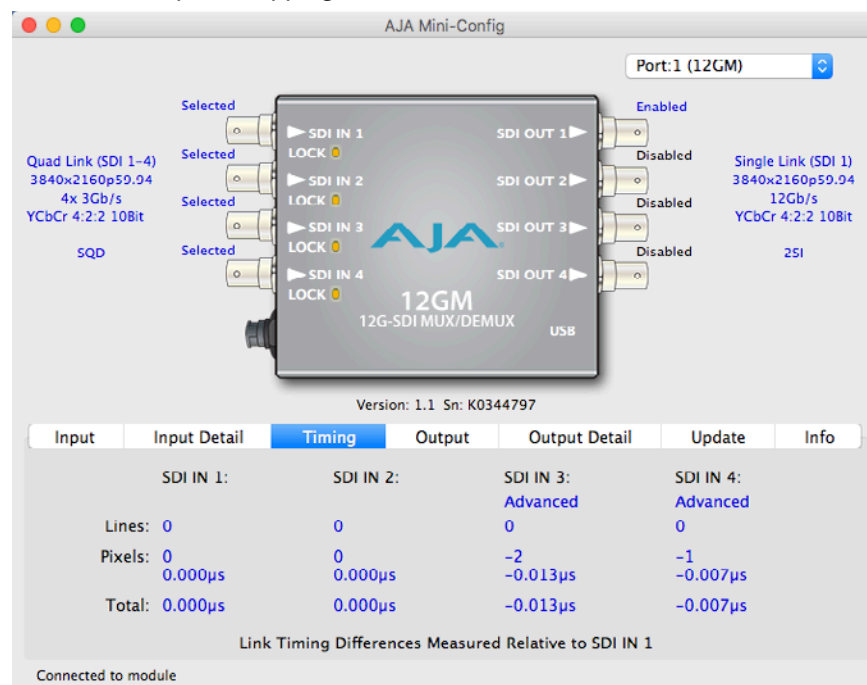 AJA Mini-Config
Port:1 (12GM)
Selected
Enabled
SDI IN 1
SDI OUT 1
LOCK
Quad Link (SDI 1-4)
3840x2160p59.94
4x 3Gb/s
YCbCr 4:2:2 10Bit
SQD
Selected
Disabled
SDI IN 2
SDI OUT 2
LOCK
Single Link (SDI 1)
3840x2160p59.94
12Gb/s
YCbCr 4:2:2 10Bit
2SI
Selected
Disabled
SDI IN 3
SDI OUT 3
LOCK
AJA
Selected
Disabled
SDI IN 4
SDI OUT 4
LOCK
12GM
12G-SDI MUX/DEMUX
USB
Version: 1.1 Sn: K0344797
Input Input Detail Timing Output Output Detail Update Info
SDI IN 1: SDI IN 2: SDI IN 3: SDI IN 4:
Advanced Advanced
Lines: 0 0 0 0
Pixels: 0 0 -2 -1
0.000µs 0.000µs -0.013µs -0.007µs
Total: 0.000µs 0.000µs -0.013µs -0.007µs
Link Timing Differences Measured Relative to SDI IN 1
Connected to module